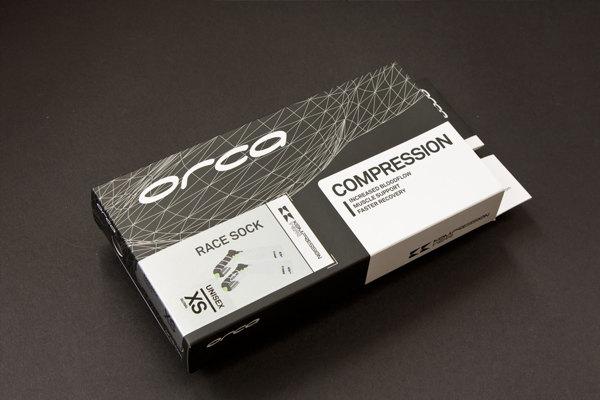 orca
COMPRESSION
INCREASED BLOODFLOW
MUSCLE SUPPORT
FASTER RECOVERY
RACE SOCK
UNISEX
XS
orca